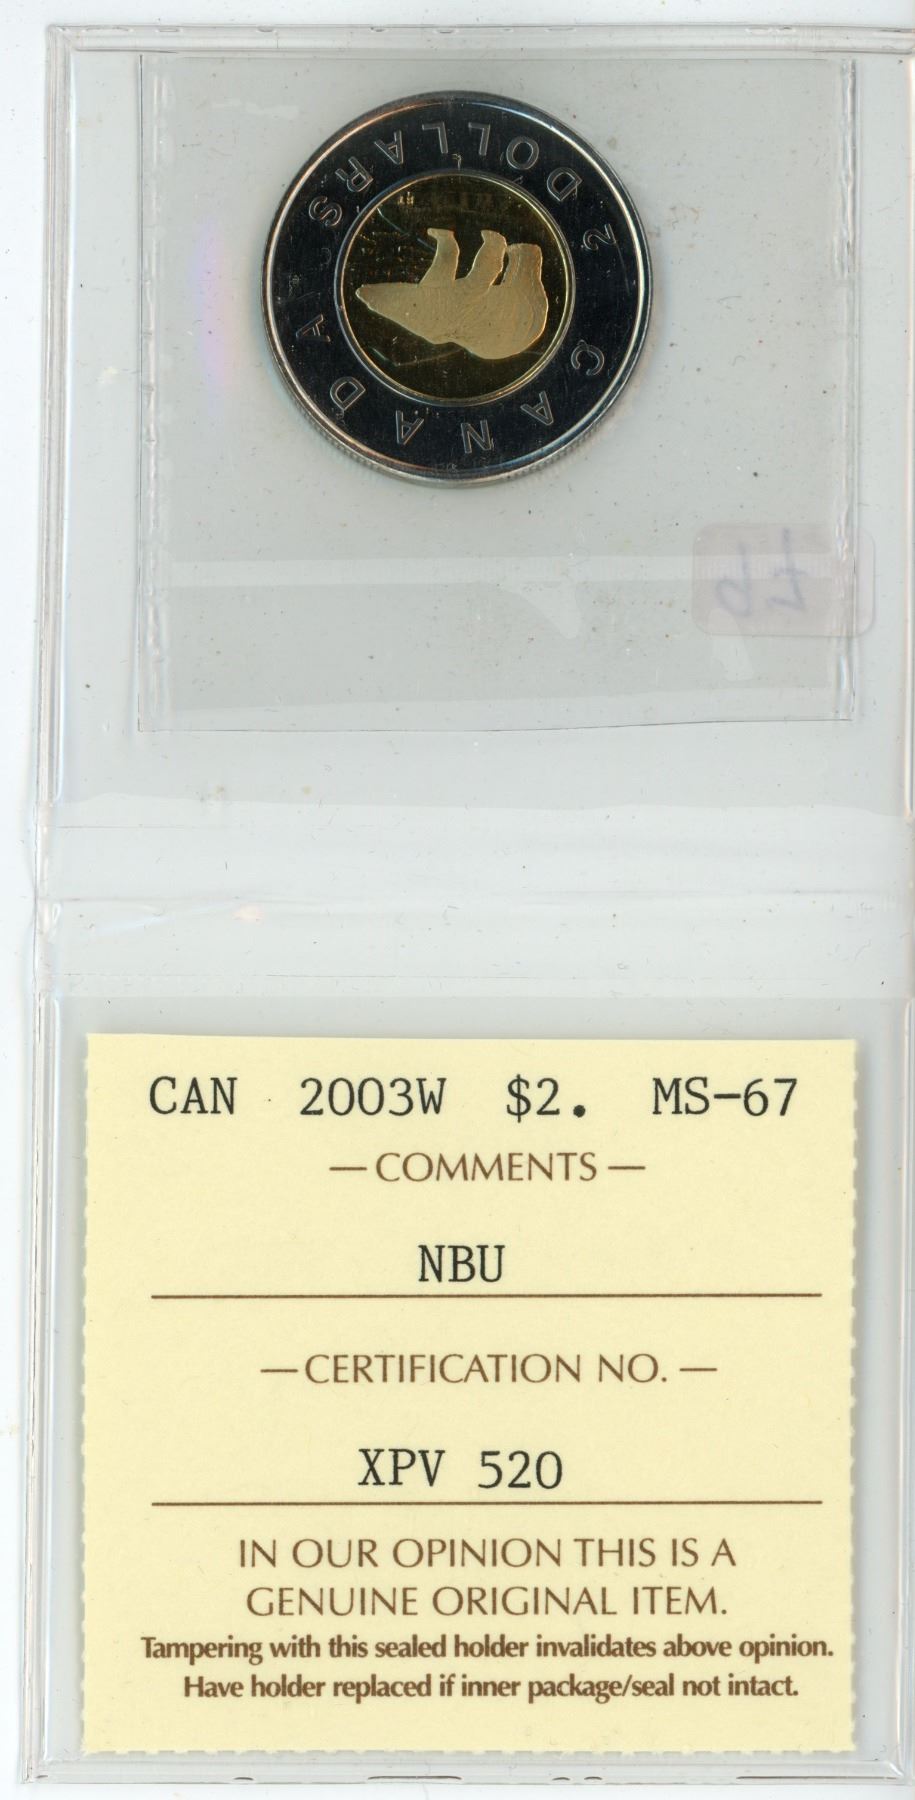 2 DOLLARS
CANADA
CAN 2003W $2. MS-67
— COMMENTS —
NBU
— CERTIFICATION NO. —
XPV 520
IN OUR OPINION THIS IS A
GENUINE ORIGINAL ITEM.
Tampering with this sealed holder invalidates above opinion.
Have holder replaced if inner package/seal not intact.